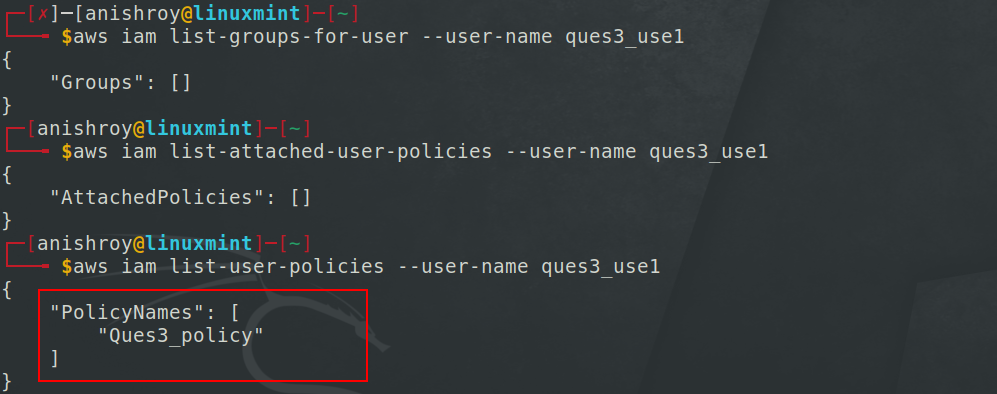 [✗]─[anishroy@linuxmint]─[~]
$aws iam list-groups-for-user --user-name ques3_use1
{
"Groups": []
}
[anishroy@linuxmint]─[~]
$aws iam list-attached-user-policies --user-name ques3_use1
{
"AttachedPolicies": []
}
[anishroy@linuxmint]─[~]
$aws iam list-user-policies --user-name ques3_use1
{
"PolicyNames": [
"Ques3_policy"
]
}